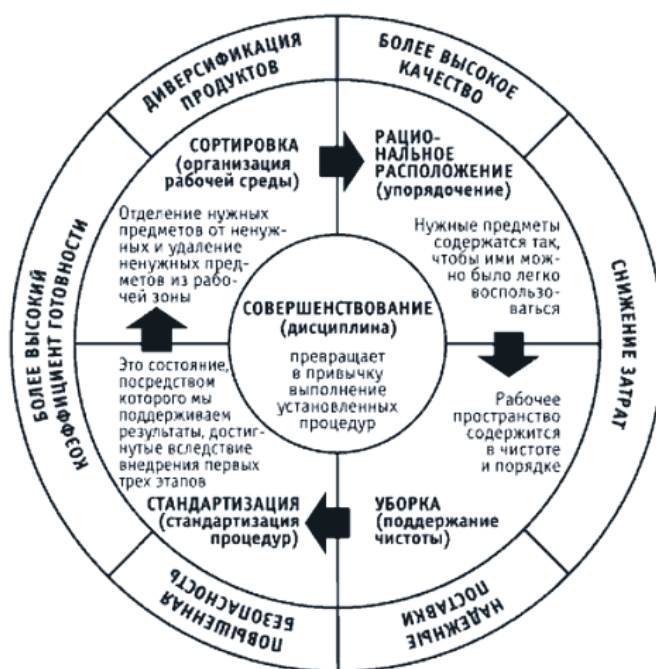 ДИВЕРСИФИКАЦИЯ
ПРОДУКТОВ
БОЛЕЕ ВЫСОКОЕ
КАЧЕСТВО
СНИЖЕНИЕ ЗАТРАТ
НАДЕЖНЫЕ
ПОСТАВКИ
ПОВЫШЕННАЯ
БЕЗОПАСНОСТЬ
БОЛЕЕ ВЫСОКИЙ
КОЭФФИЦИЕНТ ГОТОВНОСТИ
СОРТИРОВКА
(организация
рабочей среды)
Отделение нужных
предметов от ненуж-
ных и удаление
ненужных пред-
метов из рабо-
чей зоны
РАЦИО-
НАЛЬНОЕ
РАСПОЛОЖЕНИЕ
(упорядочение)
Нужные предметы
содержатся так,
чтобы ими мож-
но было легко
воспользо-
ваться
СОВЕРШЕНСТВОВАНИЕ
(дисциплина)
превращает
в привычку
выполнение
установленных
процедур
Рабочее
пространство
содержится
в чистоте
и порядке
УБОРКА
(поддержание
чистоты)
Это состояние,
посредством
которого мы
поддерживаем
результаты, достиг-
нутые вследствие
внедрения первых
трех этапов
СТАНДАРТИЗАЦИЯ
(стандартизация
процедур)